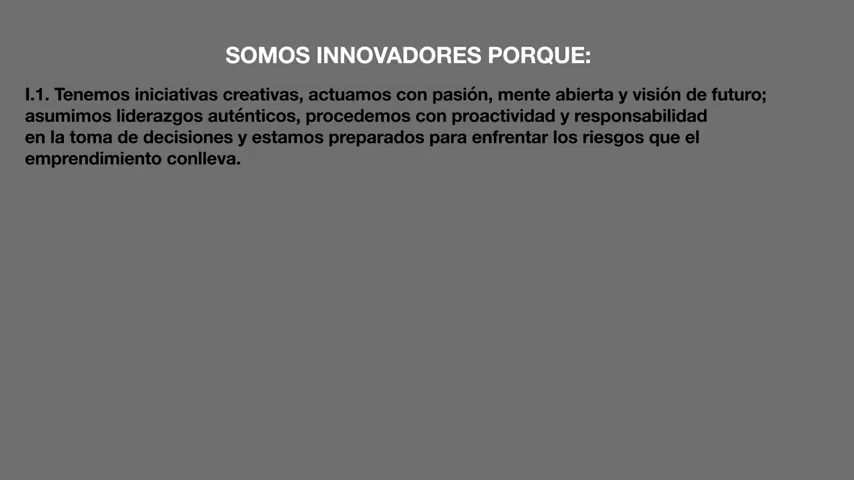 SOMOS INNOVADORES PORQUE:
I.1. Tenemos iniciativas creativas, actuamos con pasión, mente abierta y visión de futuro;
asumimos liderazgos auténticos, procedemos con proactividad y responsabilidad
en la toma de decisiones y estamos preparados para enfrentar los riesgos que el
emprendimiento conlleva.